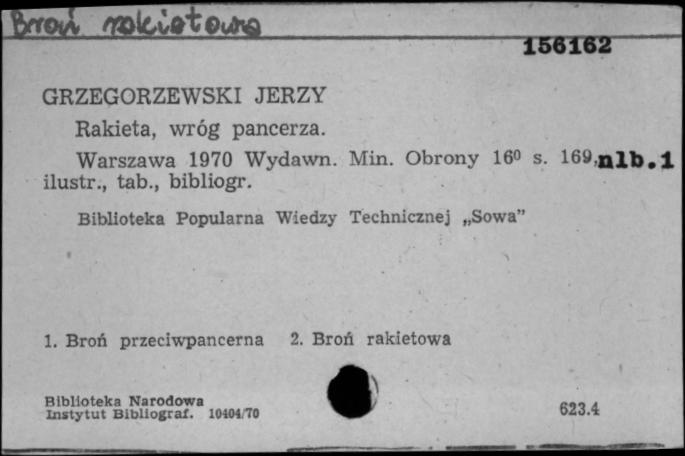 Broń rakietowa
156162
GRZEGORZEWSKI JERZY
Rakieta, wróg pancerza.
Warszawa 1970 Wydawn. Min. Obrony 16⁰ s. 169, nlb. 1
ilustr., tab., bibliogr.
Biblioteka Popularna Wiedzy Technicznej „Sowa”
1. Broń przeciwpancerna 2. Broń rakietowa
Biblioteka Narodowa
Instytut Bibliograf. 10404/70
623.4